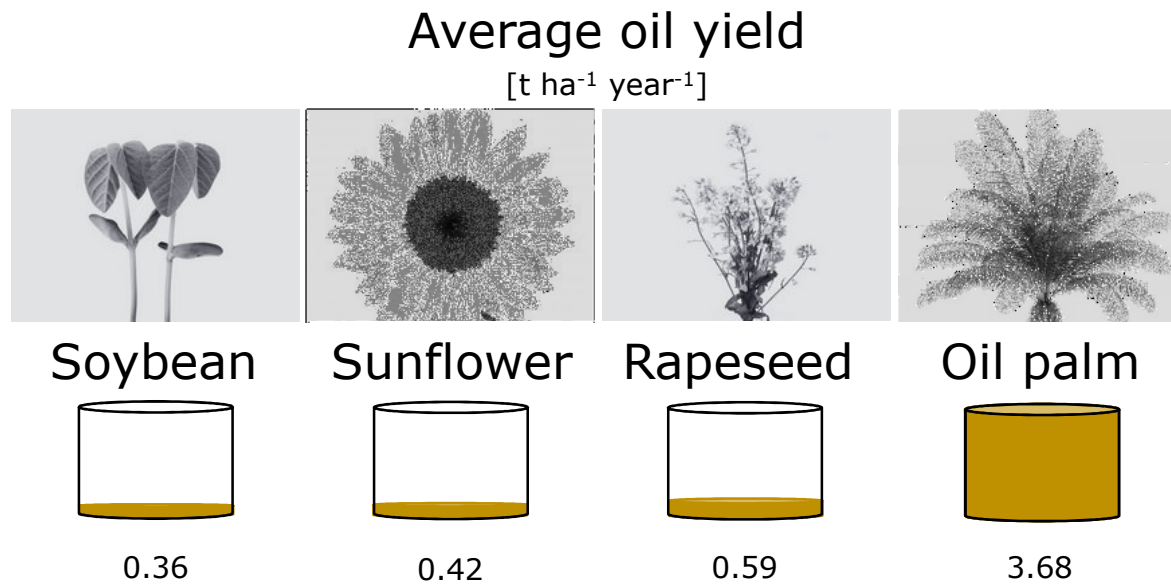 Average oil yield
[t ha⁻¹ year⁻¹]
Soybean Sunflower Rapeseed Oil palm
0.36 0.42 0.59 3.68